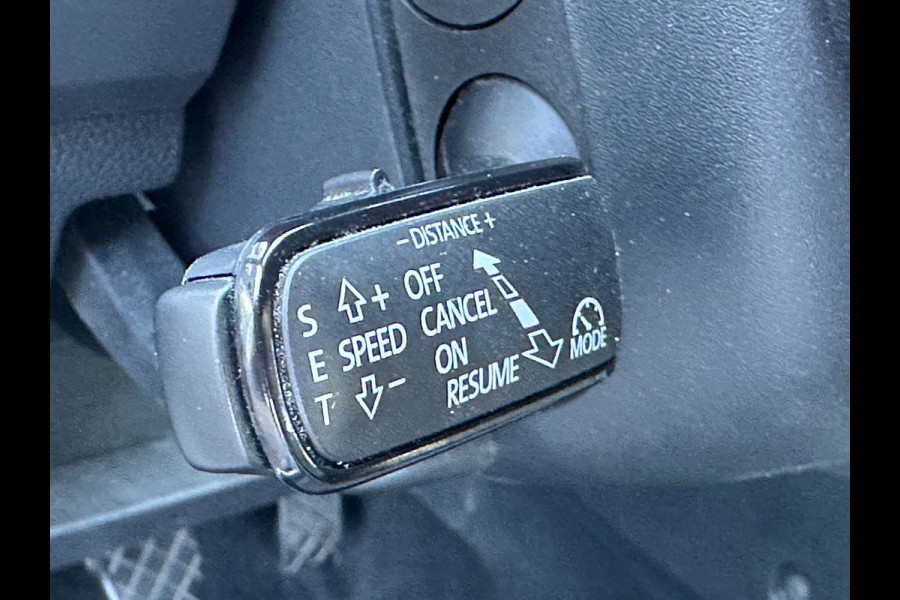 − DISTANCE +
S
E
T
+
SPEED
−
OFF
CANCEL
ON
RESUME
MODE